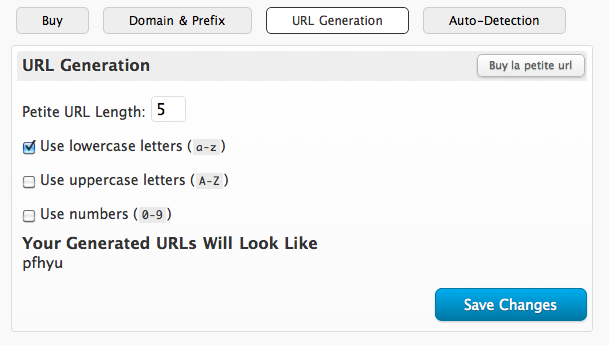 Buy Domain & Prefix URL Generation Auto-Detection
URL Generation Buy la petite url
Petite URL Length: 5
Use lowercase letters (a-z)
Use uppercase letters (A-Z)
Use numbers (0-9)
Your Generated URLs Will Look Like
pfhyu
Save Changes